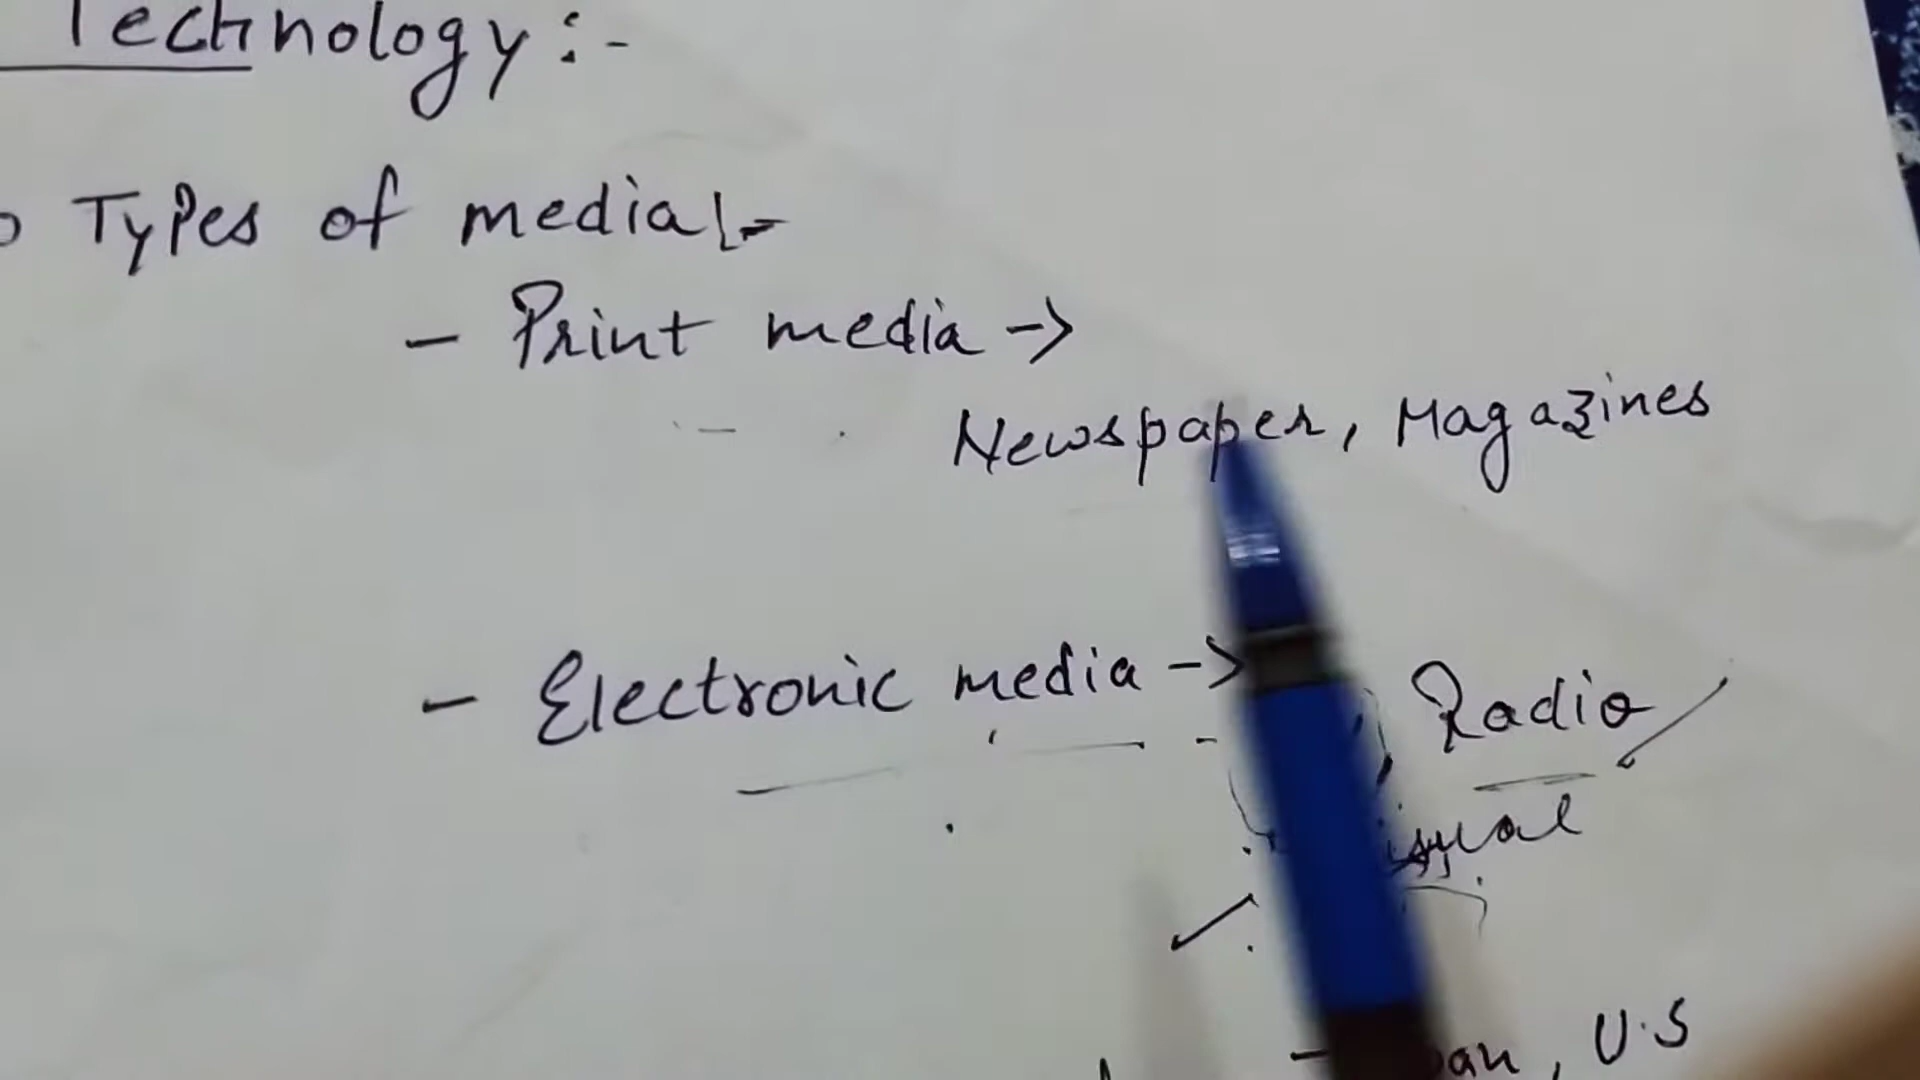 Technology:-
Types of media:-
- Print media ->
Newspaper, Magazines
- Electronic media -> Radio
- U.S